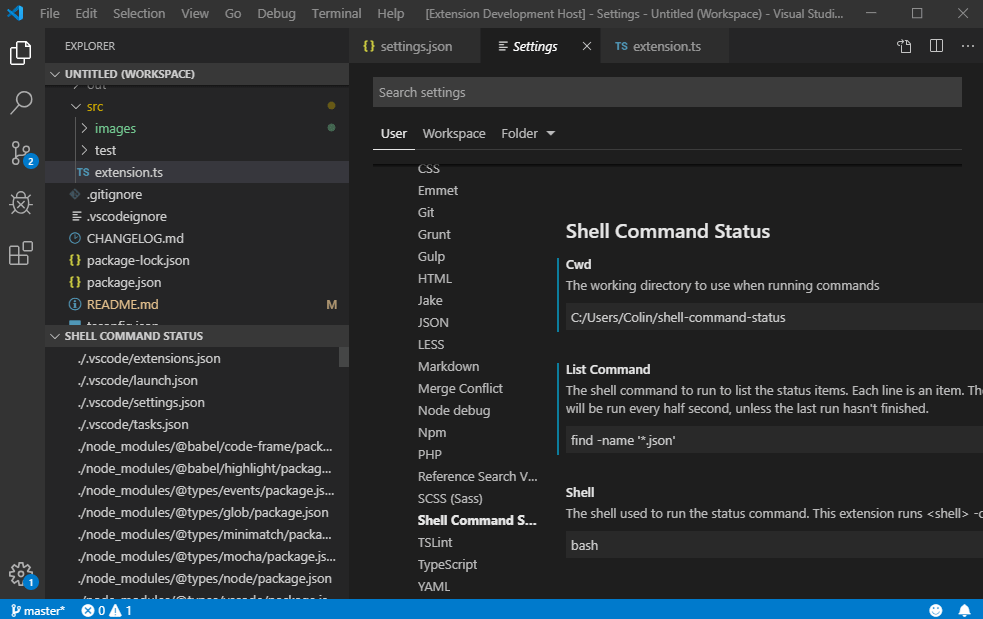 File Edit Selection View Go Debug Terminal Help [Extension Development Host] - Settings - Untitled (Workspace) - Visual Studi...
EXPLORER
UNTITLED (WORKSPACE)
out
src
images
test
TS extension.ts
.gitignore
.vscodeignore
CHANGELOG.md
{} package-lock.json
{} package.json
README.md M
tsconfig.json
SHELL COMMAND STATUS
./.vscode/extensions.json
./.vscode/launch.json
./.vscode/settings.json
./.vscode/tasks.json
./node_modules/@babel/code-frame/pack...
./node_modules/@babel/highlight/packag...
./node_modules/@types/events/package.js...
./node_modules/@types/glob/package.json
./node_modules/@types/minimatch/packa...
./node_modules/@types/mocha/package.js...
./node_modules/@types/node/package.json
./node_modules/@types/vscode/package.js
2
1
{} settings.json
Settings
TS extension.ts
Search settings
User Workspace Folder
CSS
Emmet
Git
Grunt
Gulp
HTML
Jake
JSON
LESS
Markdown
Merge Conflict
Node debug
Npm
PHP
Reference Search V...
SCSS (Sass)
Shell Command S...
TSLint
TypeScript
YAML
Shell Command Status
Cwd
The working directory to use when running commands
C:/Users/Colin/shell-command-status
List Command
The shell command to run to list the status items. Each line is an item. The
will be run every half second, unless the last run hasn't finished.
find -name '*.json'
Shell
The shell used to run the status command. This extension runs <shell> -c
bash
master* 0 1